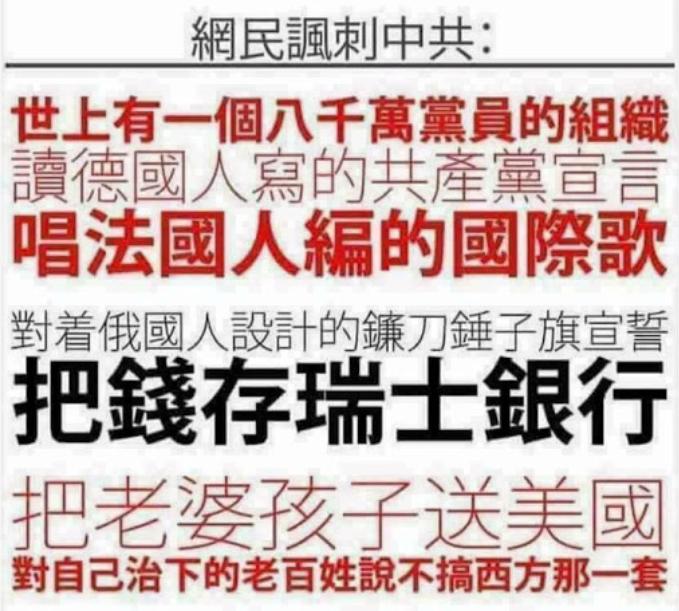 網民諷刺中共：
世上有一個八千萬黨員的組織
讀德國人寫的共產黨宣言
唱法國人編的國際歌
對着俄國人設計的鐮刀錘子旗宣誓
把錢存瑞士銀行
把老婆孩子送美國
對自己治下的老百姓說不搞西方那一套